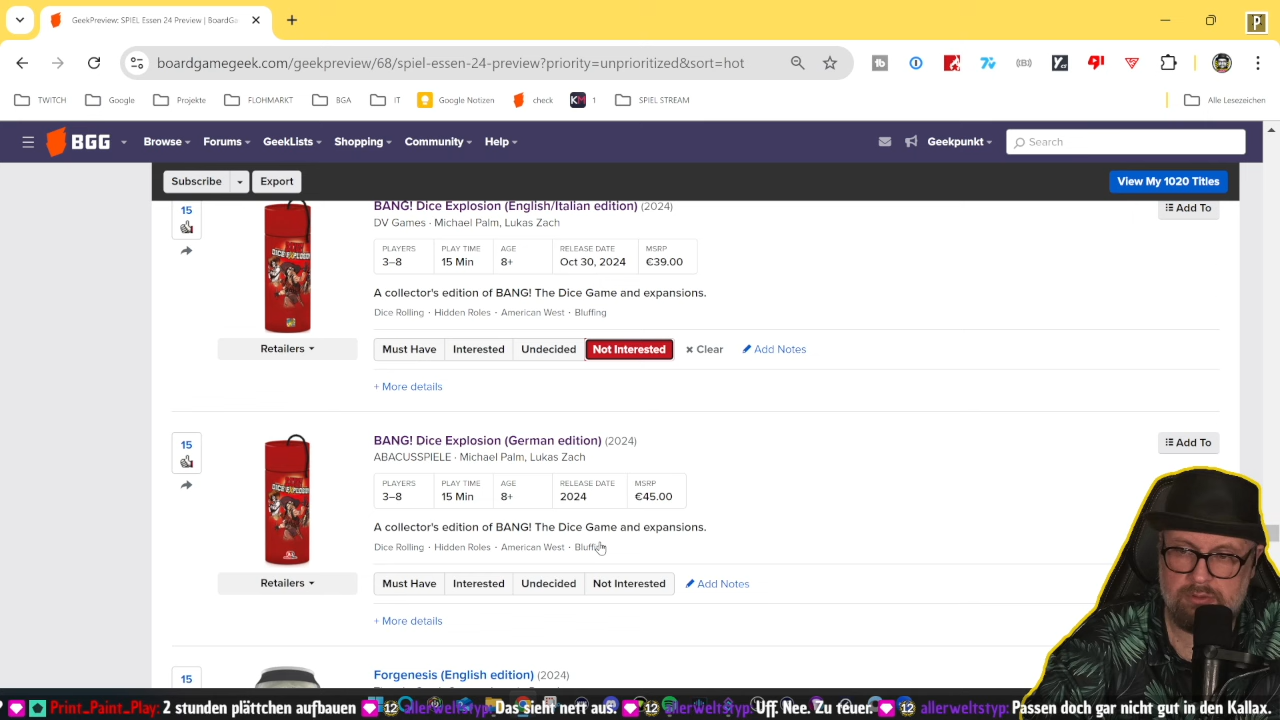 GeekPreview: SPIEL Essen 24 Preview | BoardGa
boardgamegeek.com/geekpreview/68/spiel-essen-24-preview?priority=unprioritized&sort=hot
TWITCH Google Projekte FLOHMARKT BGA IT Google Notizen check 1 SPIEL STREAM Alle Lesezeichen
BGG Browse Forums GeekLists Shopping Community Help Geekpunkt Search
Subscribe Export View My 1020 Titles
15
BANG! Dice Explosion (English/Italian edition) (2024)
Add To
DV Games · Michael Palm, Lukas Zach
PLAYERS PLAY TIME AGE RELEASE DATE MSRP
3–8 15 Min 8+ Oct 30, 2024 €39.00
A collector's edition of BANG! The Dice Game and expansions.
Dice Rolling · Hidden Roles · American West · Bluffing
Retailers
Must Have Interested Undecided Not Interested × Clear Add Notes
+ More details
15
BANG! Dice Explosion (German edition) (2024)
Add To
ABACUSSPIELE · Michael Palm, Lukas Zach
PLAYERS PLAY TIME AGE RELEASE DATE MSRP
3–8 15 Min 8+ 2024 €45.00
A collector's edition of BANG! The Dice Game and expansions.
Dice Rolling · Hidden Roles · American West · Bluffing
Retailers
Must Have Interested Undecided Not Interested Add Notes
+ More details
15
Forgenesis (English edition) (2024)
Print_Paint_Play: 2 stunden plättchen aufbauen 12 allerweltstyp: Das sieht nett aus. 12 allerweltstyp: Uff. Nee. Zu teuer. 12 allerweltstyp: Passen doch gar nicht gut in den Kallax.